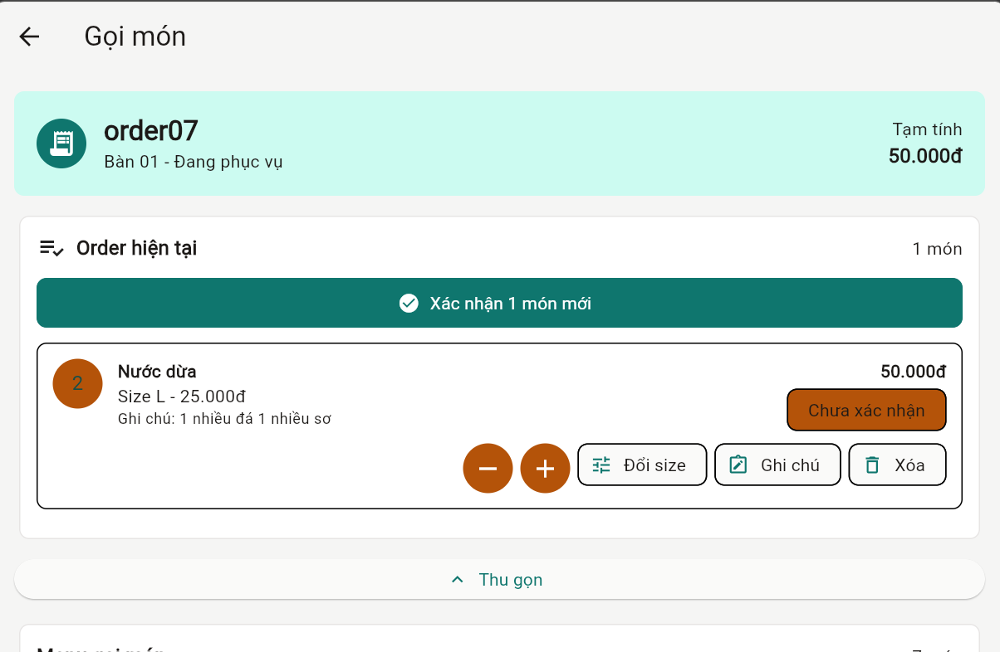 Gọi món
order07
Bàn 01 - Đang phục vụ
Tạm tính
50.000đ
Order hiện tại
1 món
Xác nhận 1 món mới
2
Nước dừa
Size L - 25.000đ
Ghi chú: 1 nhiều đá 1 nhiều sơ
50.000đ
Chưa xác nhận
Đổi size
Ghi chú
Xóa
Thu gọn